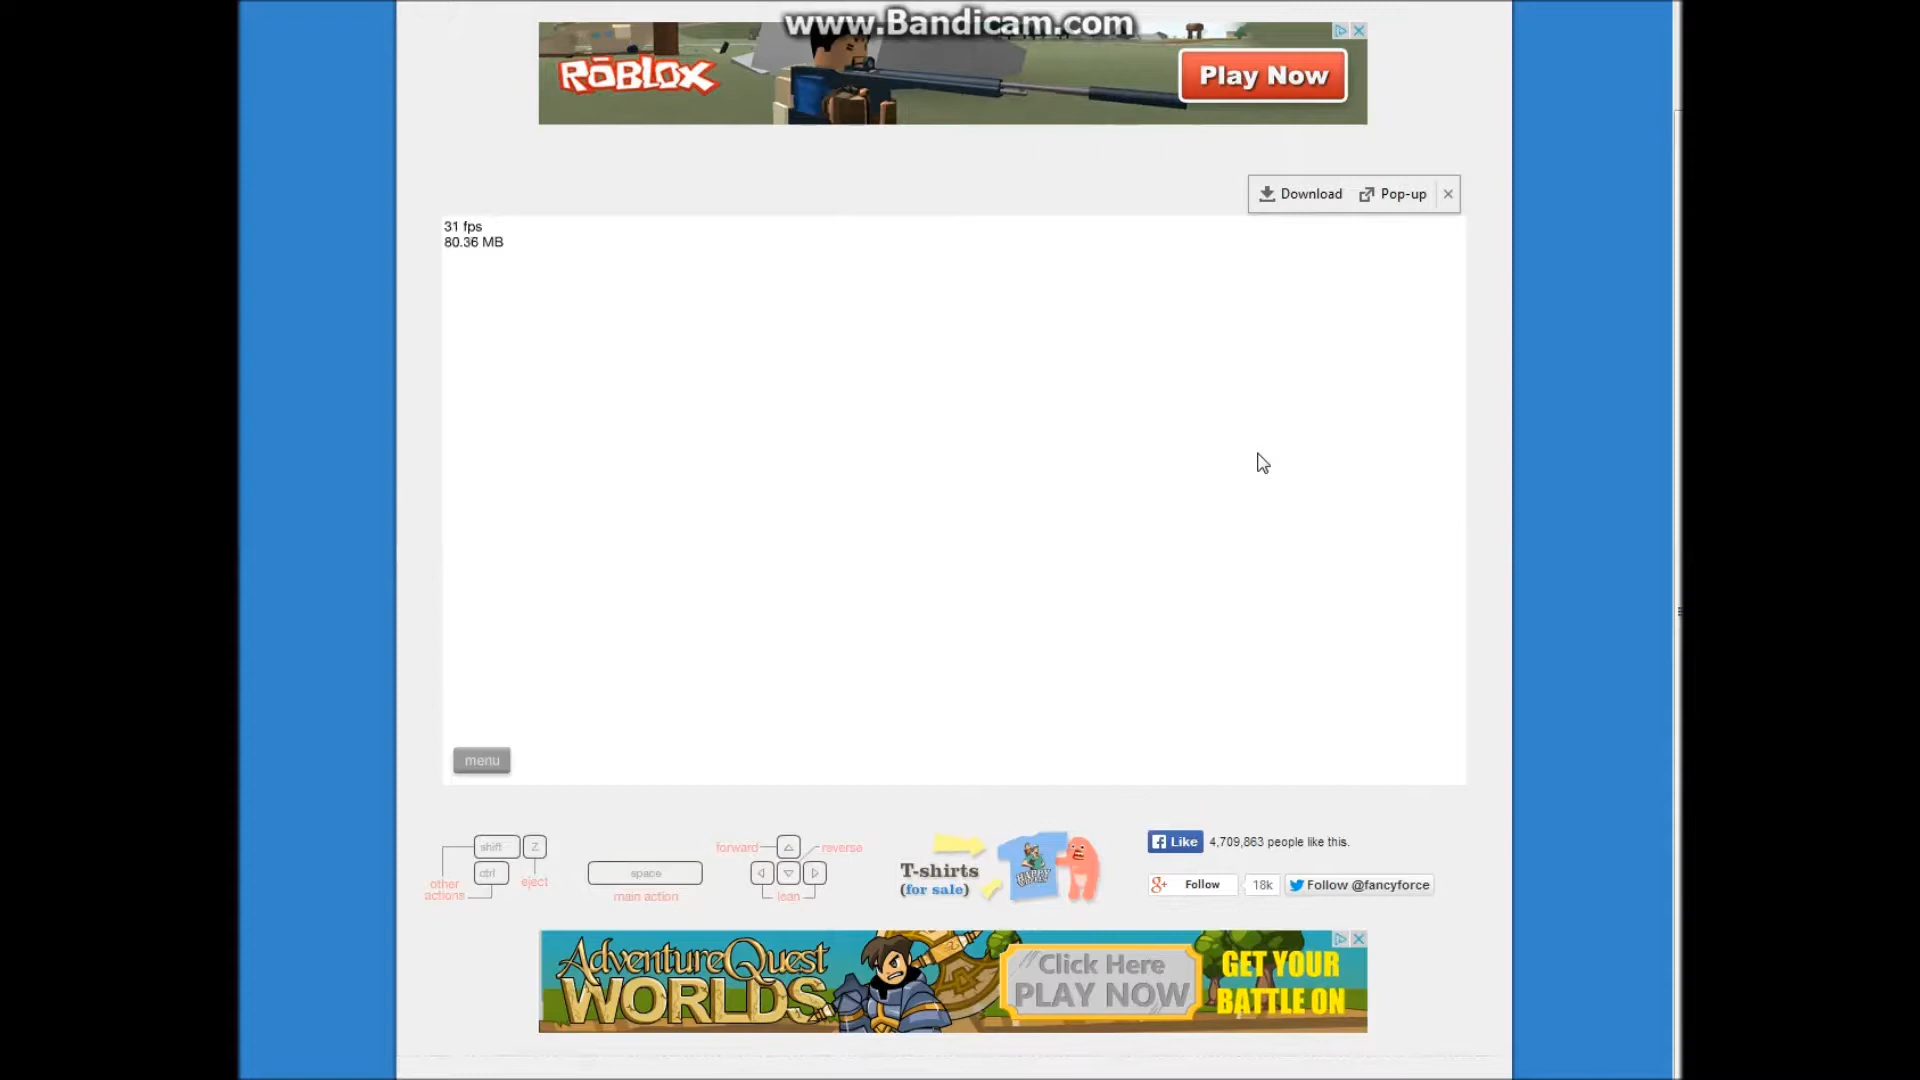 www.Bandicam.com
ROBLOX
Play Now
Download
Pop-up
31 fps
80.36 MB
menu
shift
Z
ctrl
other
actions
eject
space
main action
forward
reverse
lean
T-shirts
(for sale)
HAPPY WHEELS
Like
4,709,863 people like this.
g+
Follow
18k
Follow @fancyforce
AdventureQuest
WORLDS
Click Here
PLAY NOW
GET YOUR
BATTLE ON